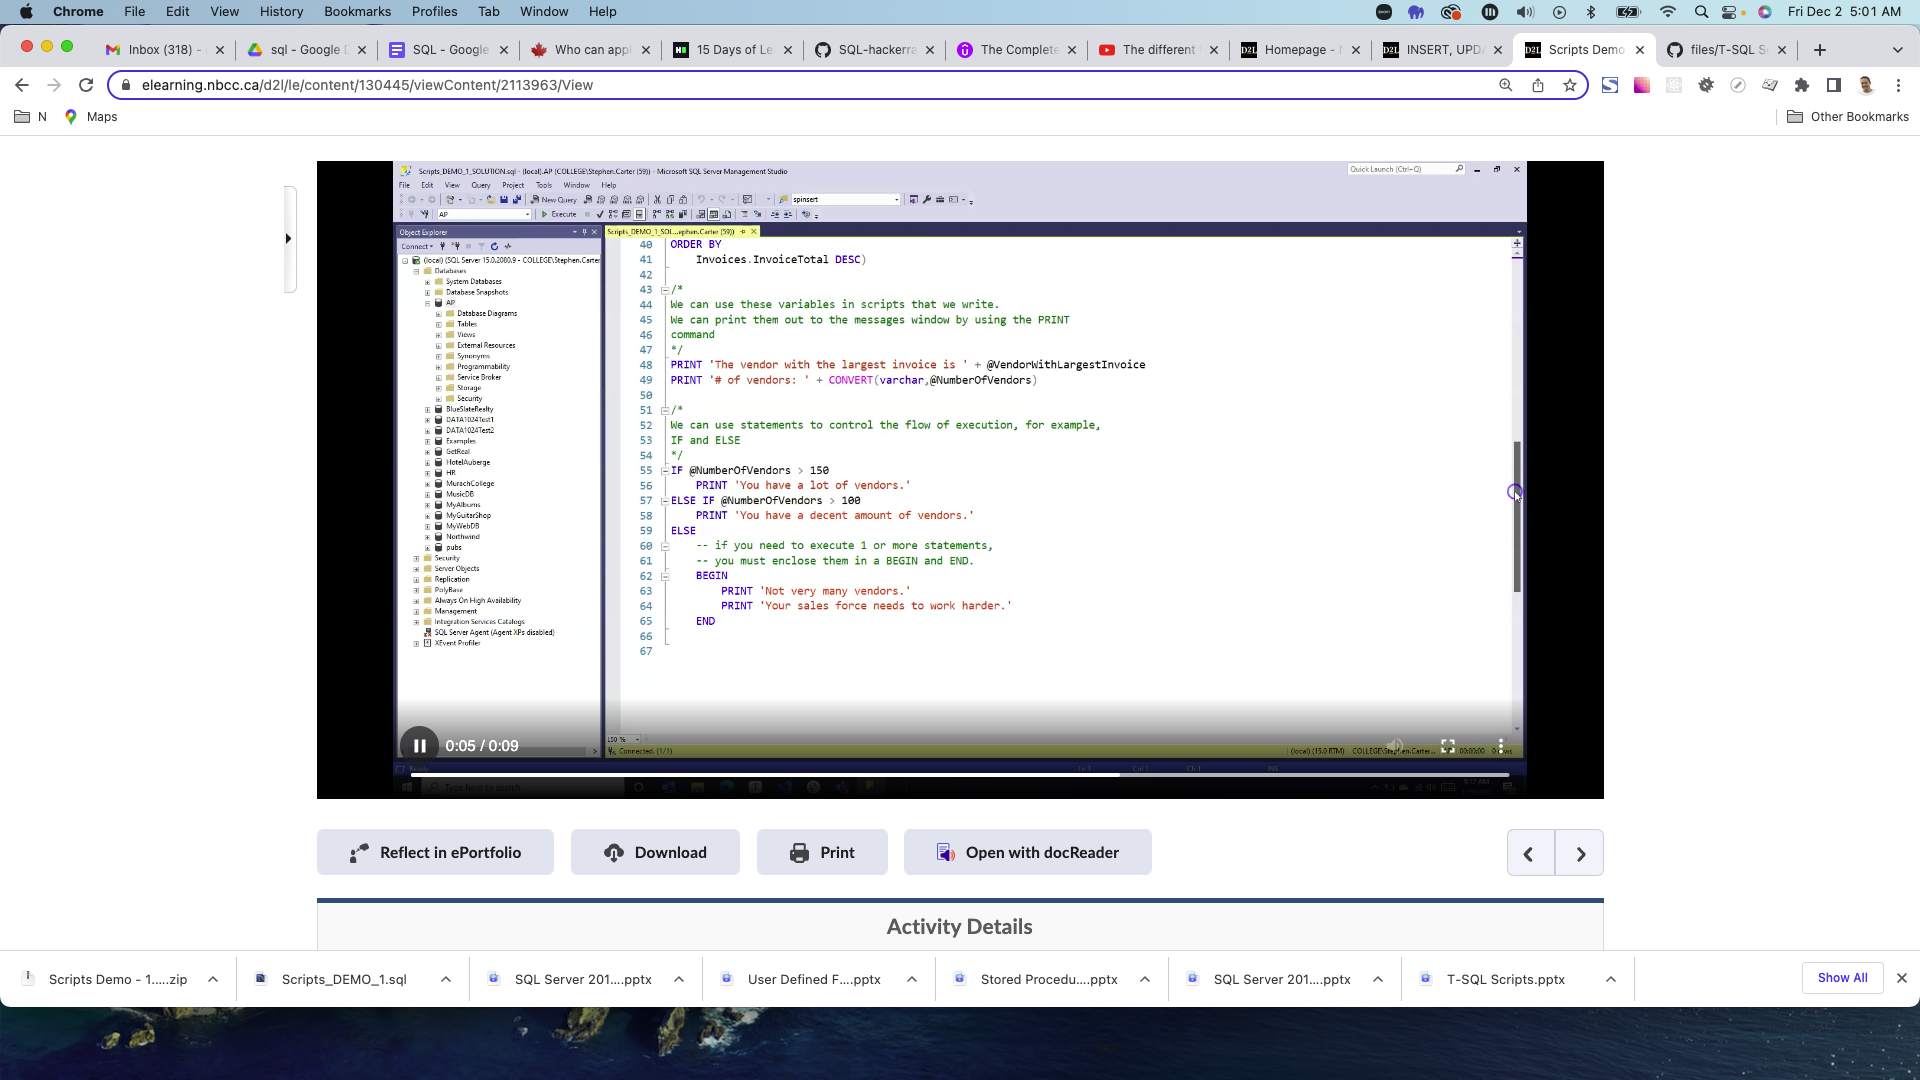 Chrome File Edit View History Bookmarks Profiles Tab Window Help Fri Dec 2 5:01 AM
Inbox (318) - sql - Google D SQL - Google Who can appl 15 Days of Le SQL-hackerra The Complete The different Homepage - INSERT, UPD Scripts Demo files/T-SQL S
elearning.nbcc.ca/d2l/le/content/130445/viewContent/2113963/View
N Maps Other Bookmarks
Scripts_DEMO_1_SOLUTION.sql - (local).AP (COLLEGE\Stephen.Carter (59)) - Microsoft SQL Server Management Studio Quick Launch (Ctrl+Q)
File Edit View Query Project Tools Window Help
New Query spinsert
AP Execute
Object Explorer Scripts_DEMO_1_SOL...ephen.Carter (59))
Connect
(local) (SQL Server 15.0.2080.9 - COLLEGE\Stephen.Carter
Databases
System Databases
Database Snapshots
AP
Database Diagrams
Tables
Views
External Resources
Synonyms
Programmability
Service Broker
Storage
Security
BlueSlateRealty
DATA1024Test1
DATA1024Test2
Examples
GetReal
HotelAuberge
HR
MurachCollege
MusicDB
MyAlbums
MyGuitarShop
MyWebDB
Northwind
pubs
Security
Server Objects
Replication
PolyBase
Always On High Availability
Management
Integration Services Catalogs
SQL Server Agent (Agent XPs disabled)
XEvent Profiler
40 ORDER BY
41 Invoices.InvoiceTotal DESC)
42
43 /*
44 We can use these variables in scripts that we write.
45 We can print them out to the messages window by using the PRINT
46 command
47 */
48 PRINT 'The vendor with the largest invoice is ' + @VendorWithLargestInvoice
49 PRINT '# of vendors: ' + CONVERT(varchar,@NumberOfVendors)
50
51 /*
52 We can use statements to control the flow of execution, for example,
53 IF and ELSE
54 */
55 IF @NumberOfVendors > 150
56 PRINT 'You have a lot of vendors.'
57 ELSE IF @NumberOfVendors > 100
58 PRINT 'You have a decent amount of vendors.'
59 ELSE
60 -- if you need to execute 1 or more statements,
61 -- you must enclose them in a BEGIN and END.
62 BEGIN
63 PRINT 'Not very many vendors.'
64 PRINT 'Your sales force needs to work harder.'
65 END
66
67
150 %
Connected. (1/1) (local) (15.0 RTM) COLLEGE\Stephen.Carter... 00:00:00
0:05 / 0:09
Ready Ln 1 Col 1 Ch 1 INS
Type here to search
Reflect in ePortfolio Download Print Open with docReader
Activity Details
Scripts Demo - 1.....zip Scripts_DEMO_1.sql SQL Server 201....pptx User Defined F....pptx Stored Procedu....pptx SQL Server 201....pptx T-SQL Scripts.pptx Show All